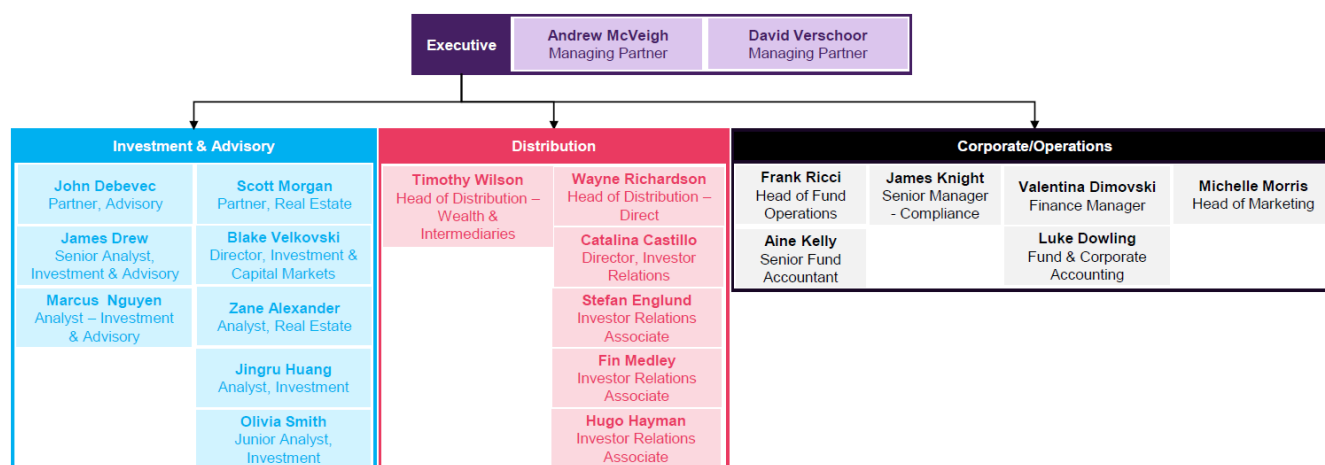 Executive
Andrew McVeigh
Managing Partner
David Verschoor
Managing Partner
Investment & Advisory
John Debevec
Partner, Advisory
James Drew
Senior Analyst,
Investment & Advisory
Marcus Nguyen
Analyst – Investment
& Advisory
Scott Morgan
Partner, Real Estate
Blake Velkovski
Director, Investment &
Capital Markets
Zane Alexander
Analyst, Real Estate
Jingru Huang
Analyst, Investment
Olivia Smith
Junior Analyst,
Investment
Distribution
Timothy Wilson
Head of Distribution –
Wealth &
Intermediaries
Wayne Richardson
Head of Distribution –
Direct
Catalina Castillo
Director, Investor
Relations
Stefan Englund
Investor Relations
Associate
Fin Medley
Investor Relations
Associate
Hugo Hayman
Investor Relations
Associate
Corporate/Operations
Frank Ricci
Head of Fund
Operations
Aine Kelly
Senior Fund
Accountant
James Knight
Senior Manager
- Compliance
Valentina Dimovski
Finance Manager
Luke Dowling
Fund & Corporate
Accounting
Michelle Morris
Head of Marketing